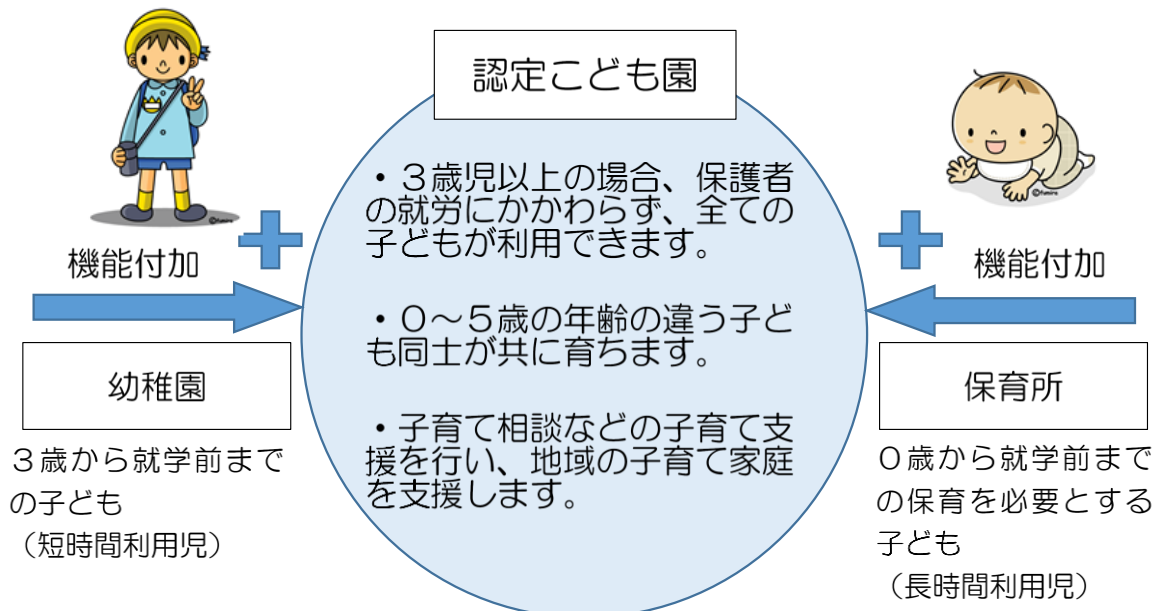 認定こども園
・３歳児以上の場合、保護者
の就労にかかわらず、全ての
子どもが利用できます。
・０～５歳の年齢の違う子ど
も同士が共に育ちます。
・子育て相談などの子育て支
援を行い、地域の子育て家庭
を支援します。
機能付加
幼稚園
３歳から就学前まで
の子ども
（短時間利用児）
機能付加
保育所
０歳から就学前まで
の保育を必要とする
子ども
（長時間利用児）